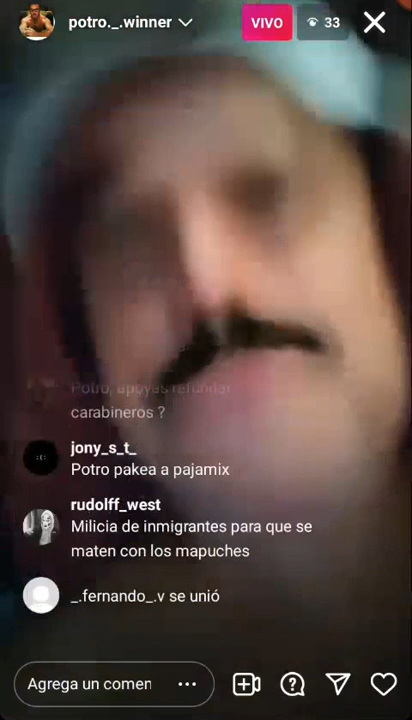 potro._.winner
VIVO
33
Potro, apoyas refundar
carabineros ?
jony_s_t_
Potro pakea a pajamix
rudolff_west
Milicia de inmigrantes para que se
maten con los mapuches
_.fernando_.v se unió
Agrega un comen